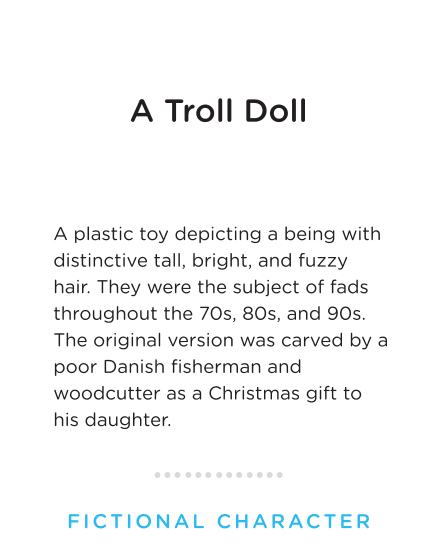 A Troll Doll
A plastic toy depicting a being with
distinctive tall, bright, and fuzzy
hair. They were the subject of fads
throughout the 70s, 80s, and 90s.
The original version was carved by a
poor Danish fisherman and
woodcutter as a Christmas gift to
his daughter.
FICTIONAL CHARACTER